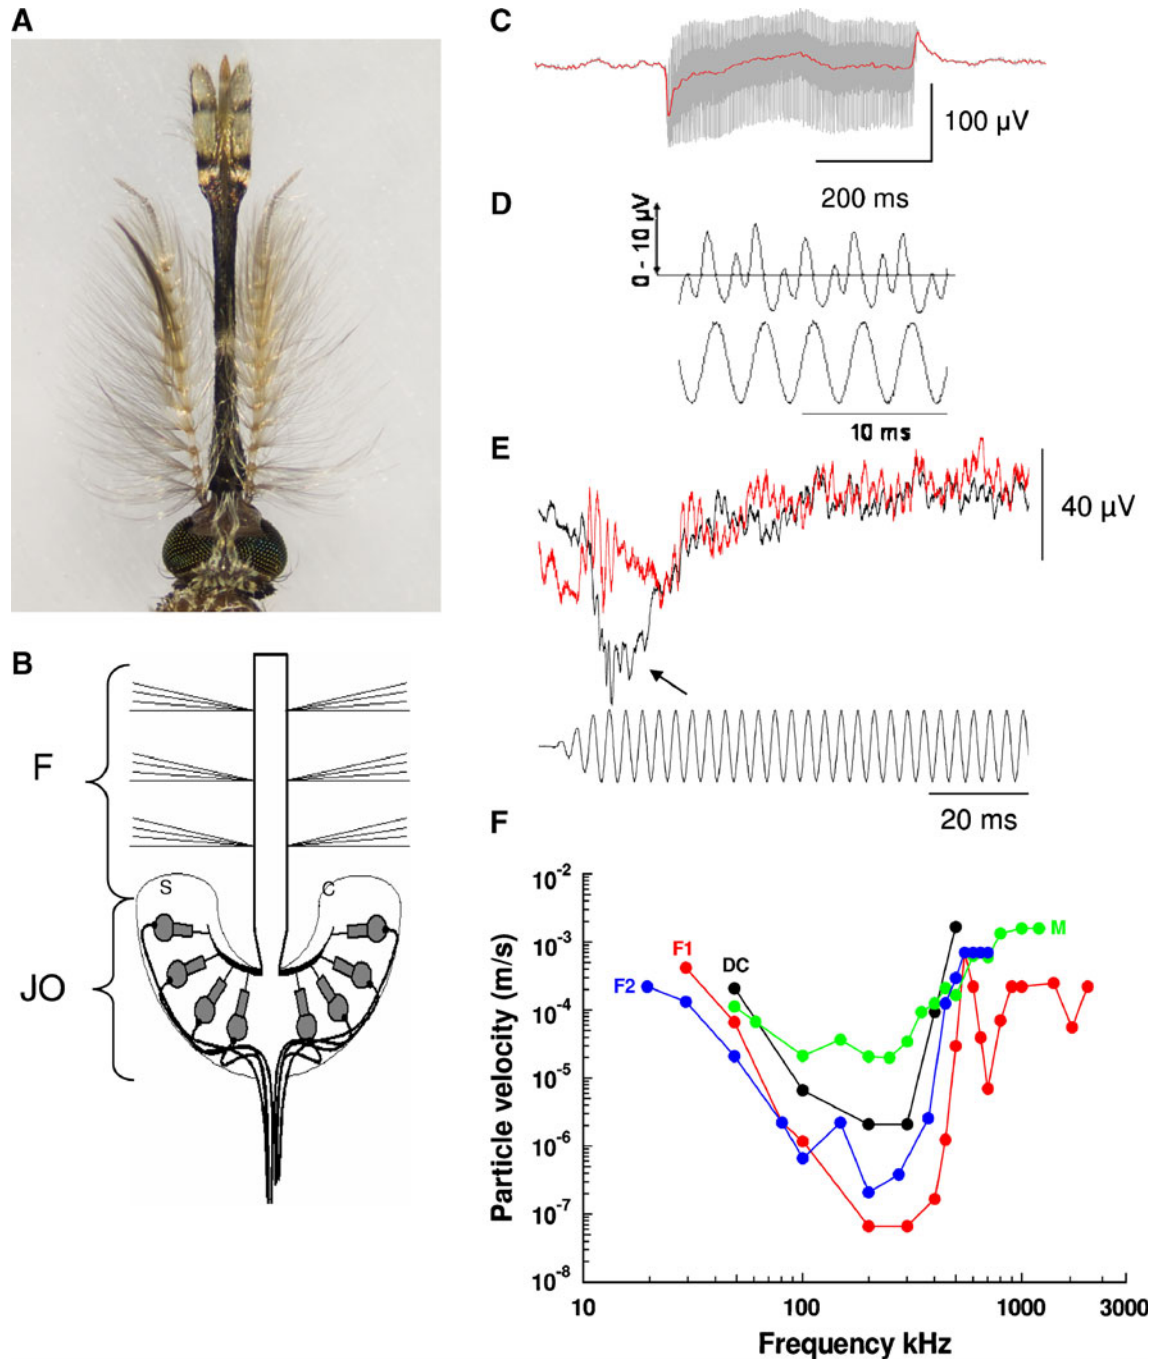 A
B
F
JO
S
C
C
100 µV
200 ms
D
0 - 10 µV
10 ms
E
40 µV
20 ms
F
Particle velocity (m/s)
10-2
10-3
10-4
10-5
10-6
10-7
10-8
F2
F1
DC
M
10
100
1000
3000
Frequency kHz